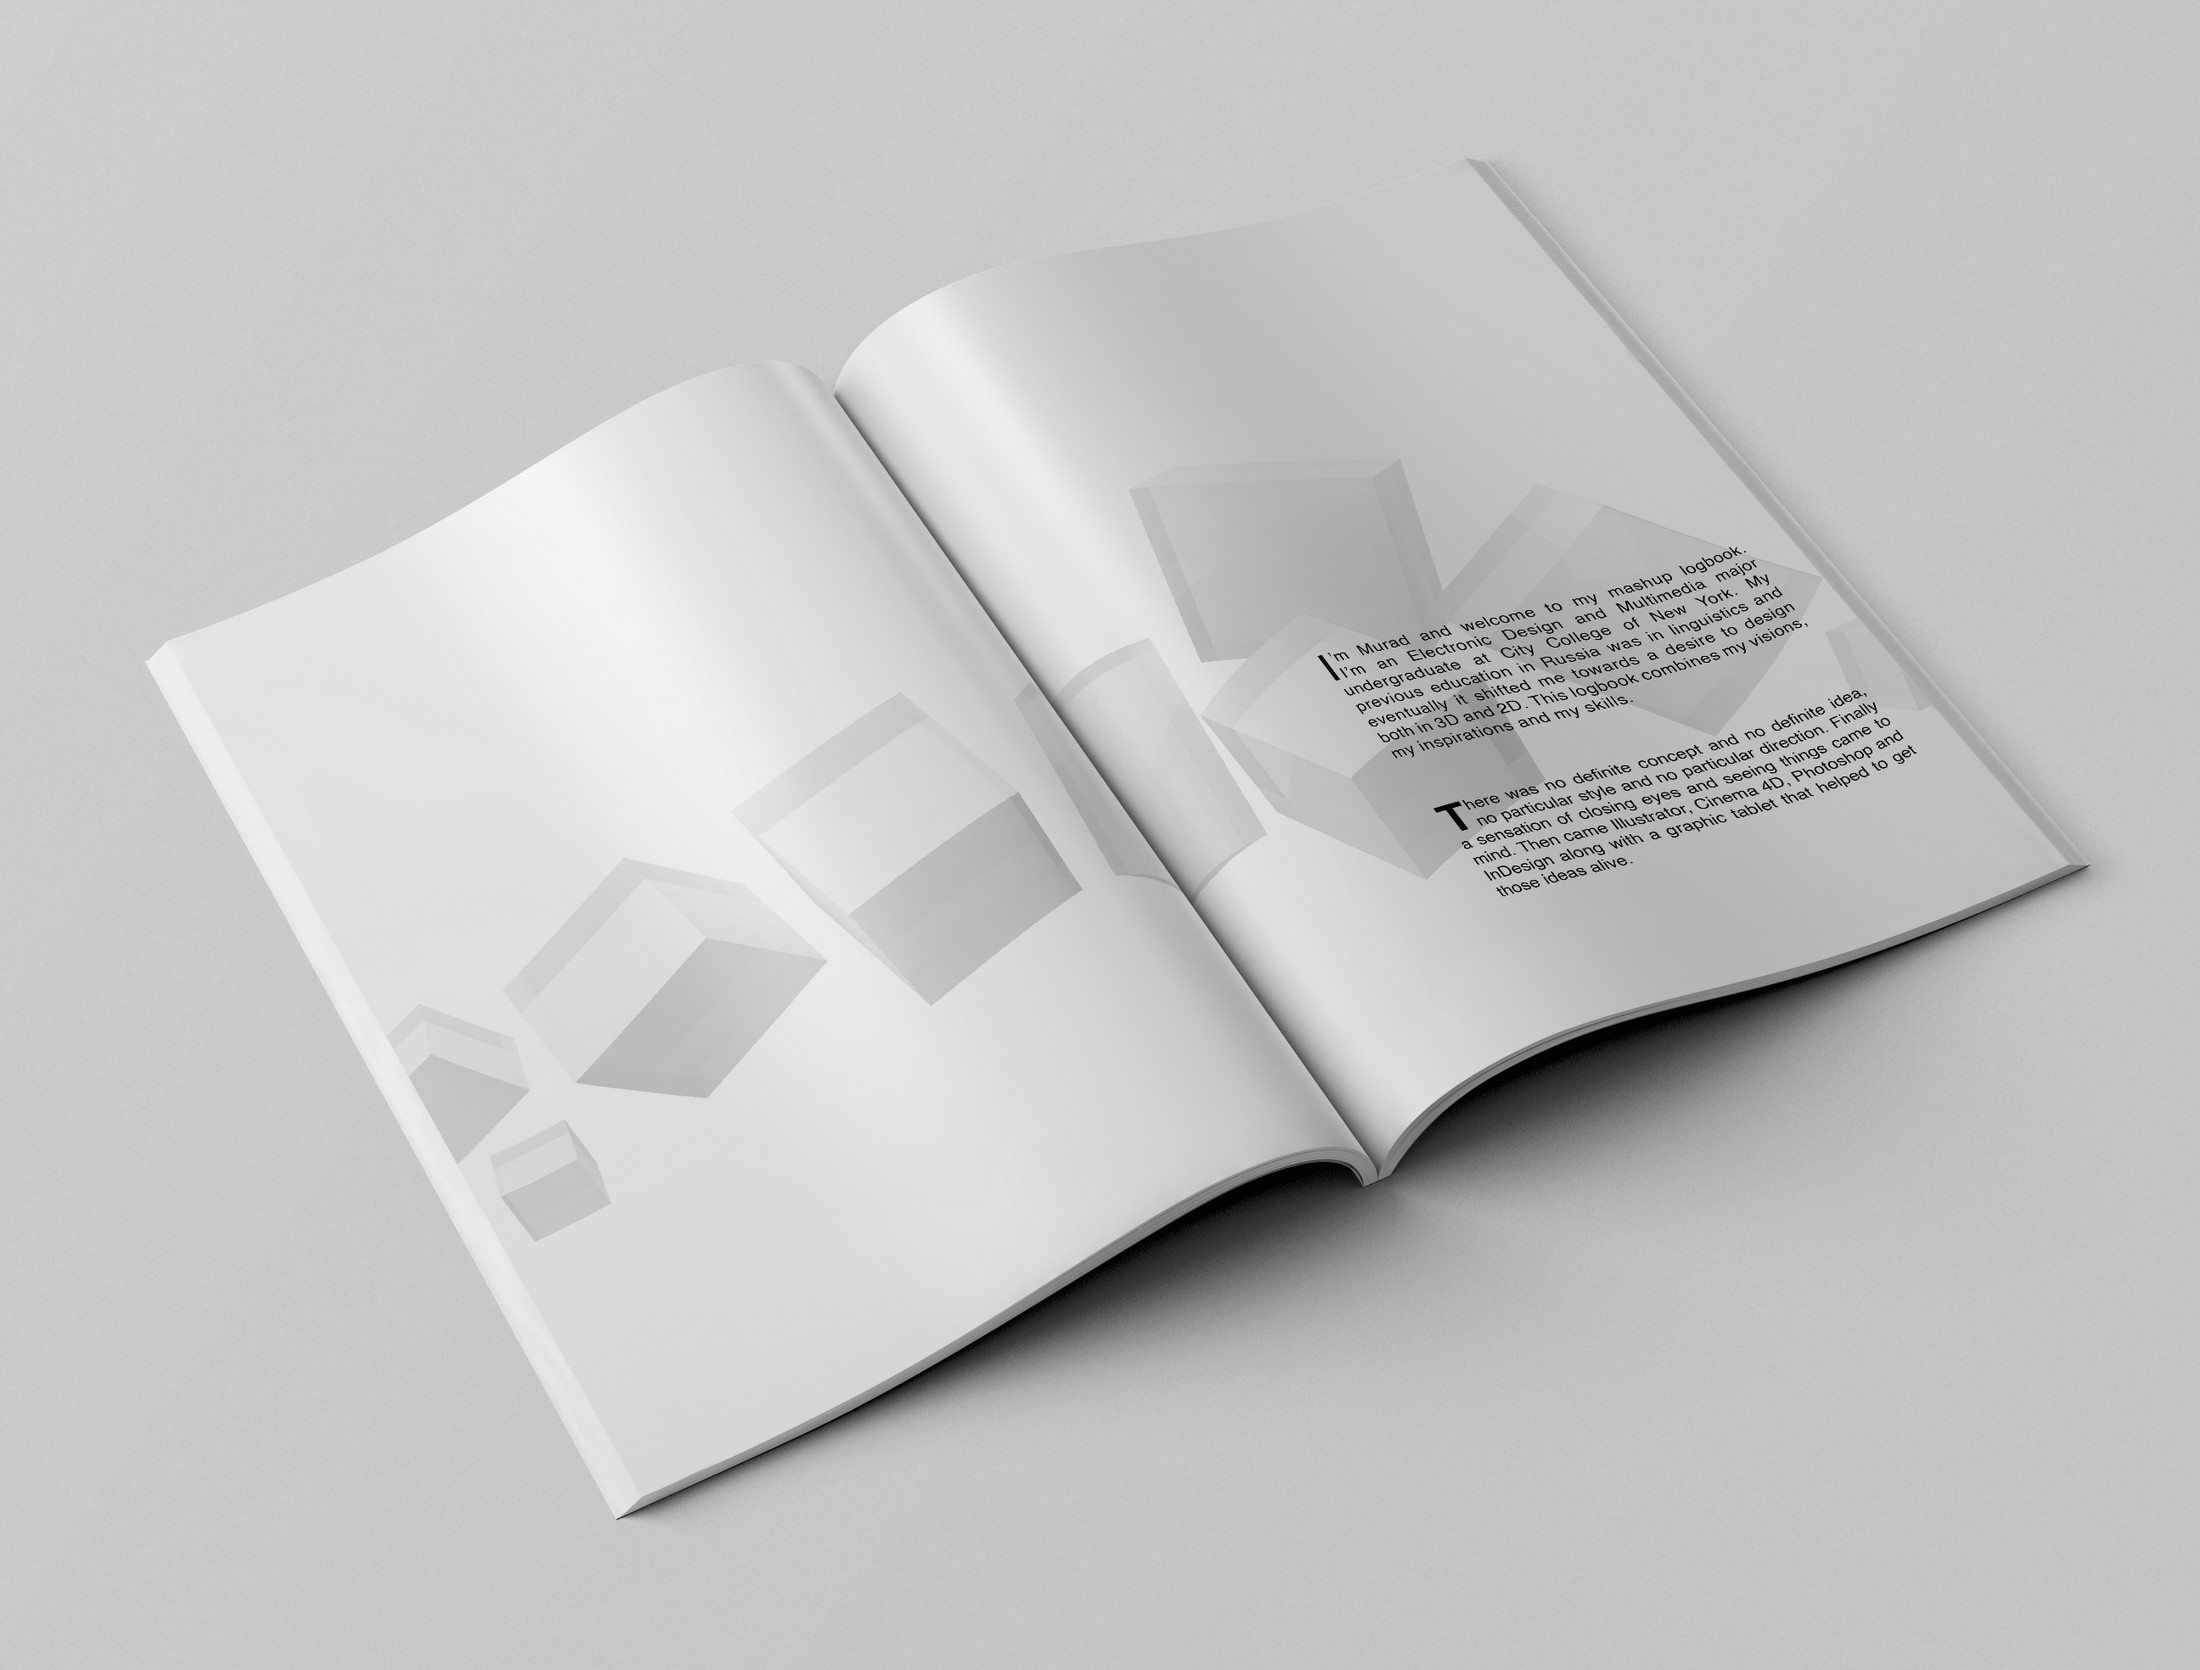 I'm Murad and welcome to my mashup logbook.
I'm an Electronic Design and Multimedia major
undergraduate at City College of New York. My
previous education in Russia was in linguistics and
eventually it shifted me towards a desire to design
both in 3D and 2D. This logbook combines my visions,
my inspirations and my skills.
There was no definite concept and no definite idea,
no particular style and no particular direction. Finally
a sensation of closing eyes and seeing things came to
mind. Then came Illustrator, Cinema 4D, Photoshop and
InDesign along with a graphic tablet that helped to get
those ideas alive.